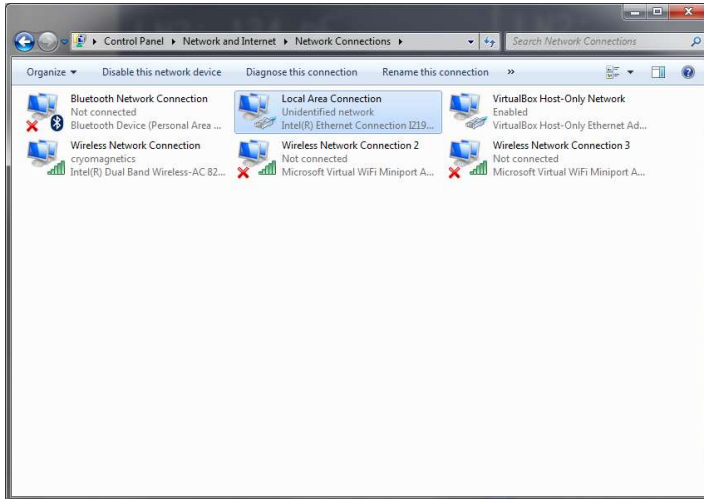 Control Panel ▸ Network and Internet ▸ Network Connections ▸
Search Network Connections
Organize Disable this network device Diagnose this connection Rename this connection »
Bluetooth Network Connection
Not connected
Bluetooth Device (Personal Area ...
Local Area Connection
Unidentified network
Intel(R) Ethernet Connection I219...
VirtualBox Host-Only Network
Enabled
VirtualBox Host-Only Ethernet Ad...
Wireless Network Connection
cryomagnetics
Intel(R) Dual Band Wireless-AC 82...
Wireless Network Connection 2
Not connected
Microsoft Virtual WiFi Miniport A...
Wireless Network Connection 3
Not connected
Microsoft Virtual WiFi Miniport A...